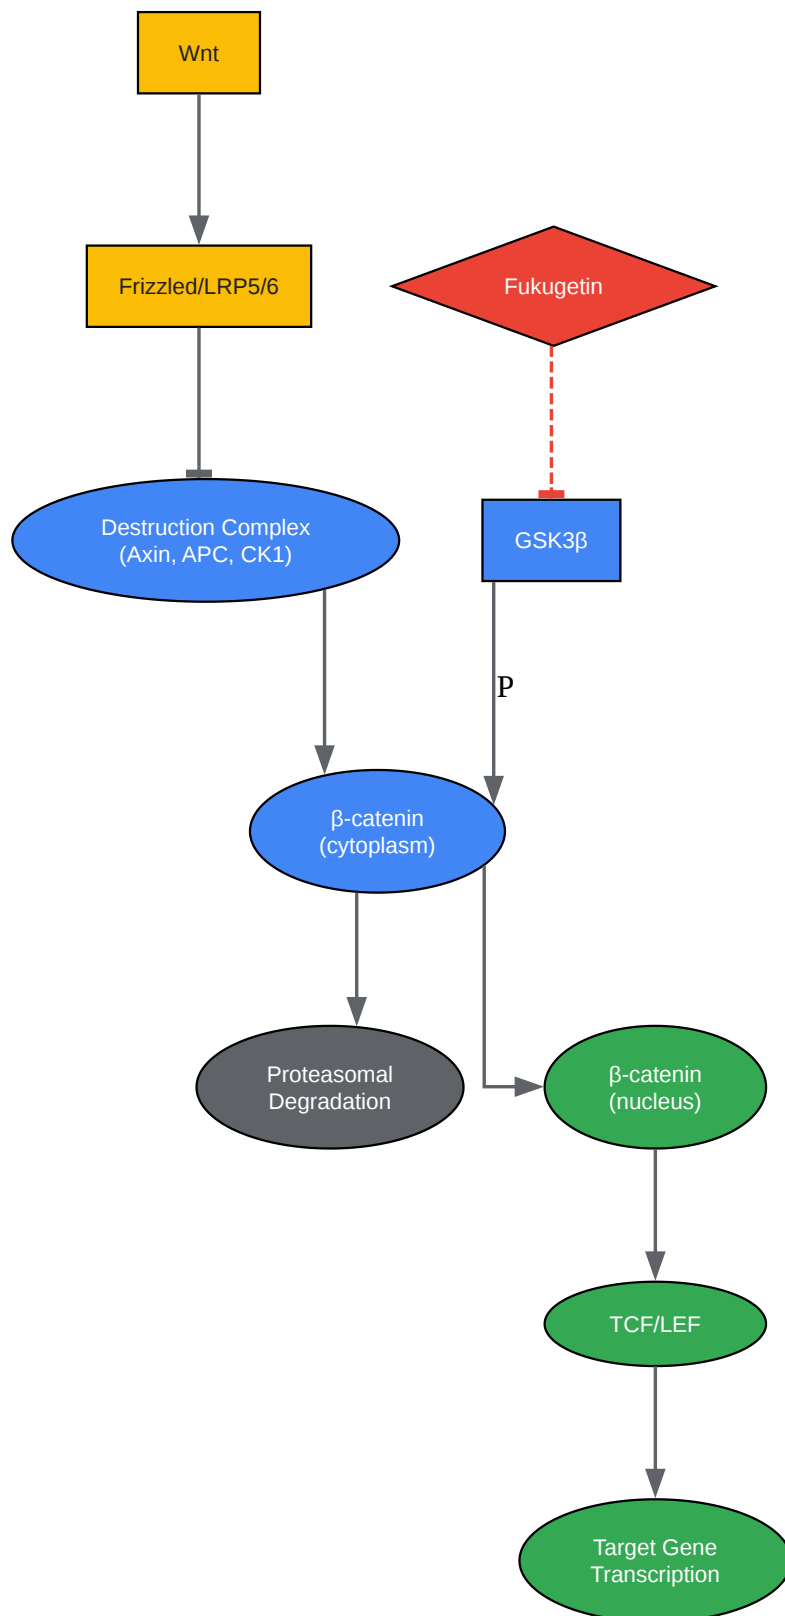 Wnt
Frizzled/LRP5/6
Fukugetin
Destruction Complex
(Axin, APC, CK1)
GSK3β
P
β-catenin
(cytoplasm)
Proteasomal
Degradation
β-catenin
(nucleus)
TCF/LEF
Target Gene
Transcription